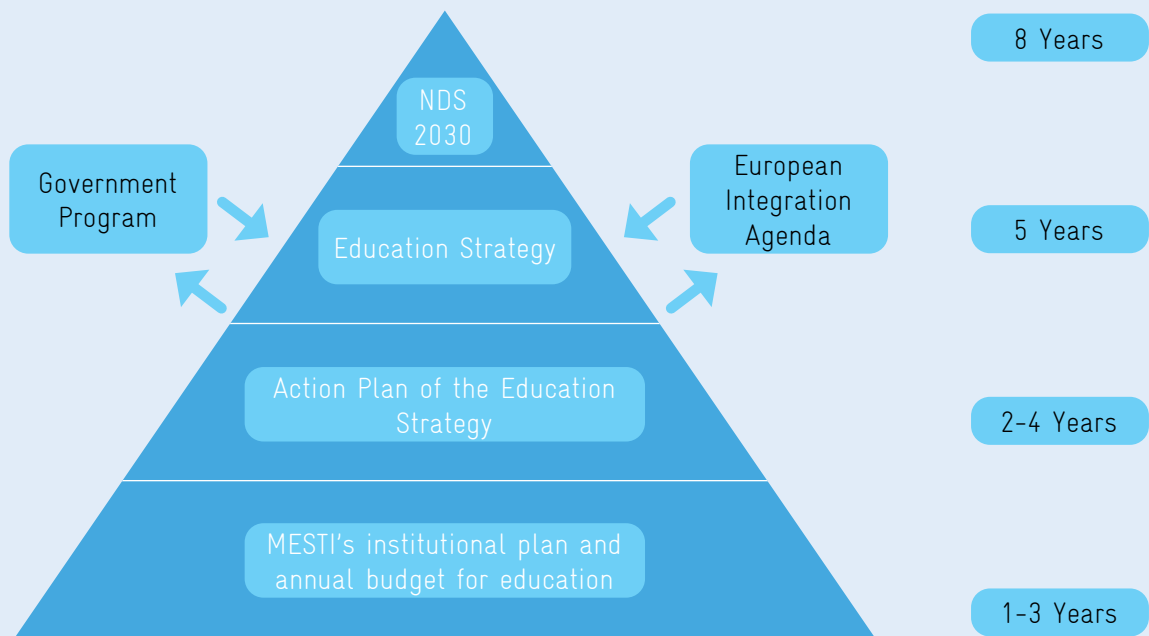 8 Years
NDS
2030
Government
Program
European
Integration
Agenda
Education Strategy
5 Years
Action Plan of the Education
Strategy
2-4 Years
MESTI's institutional plan and
annual budget for education
1-3 Years